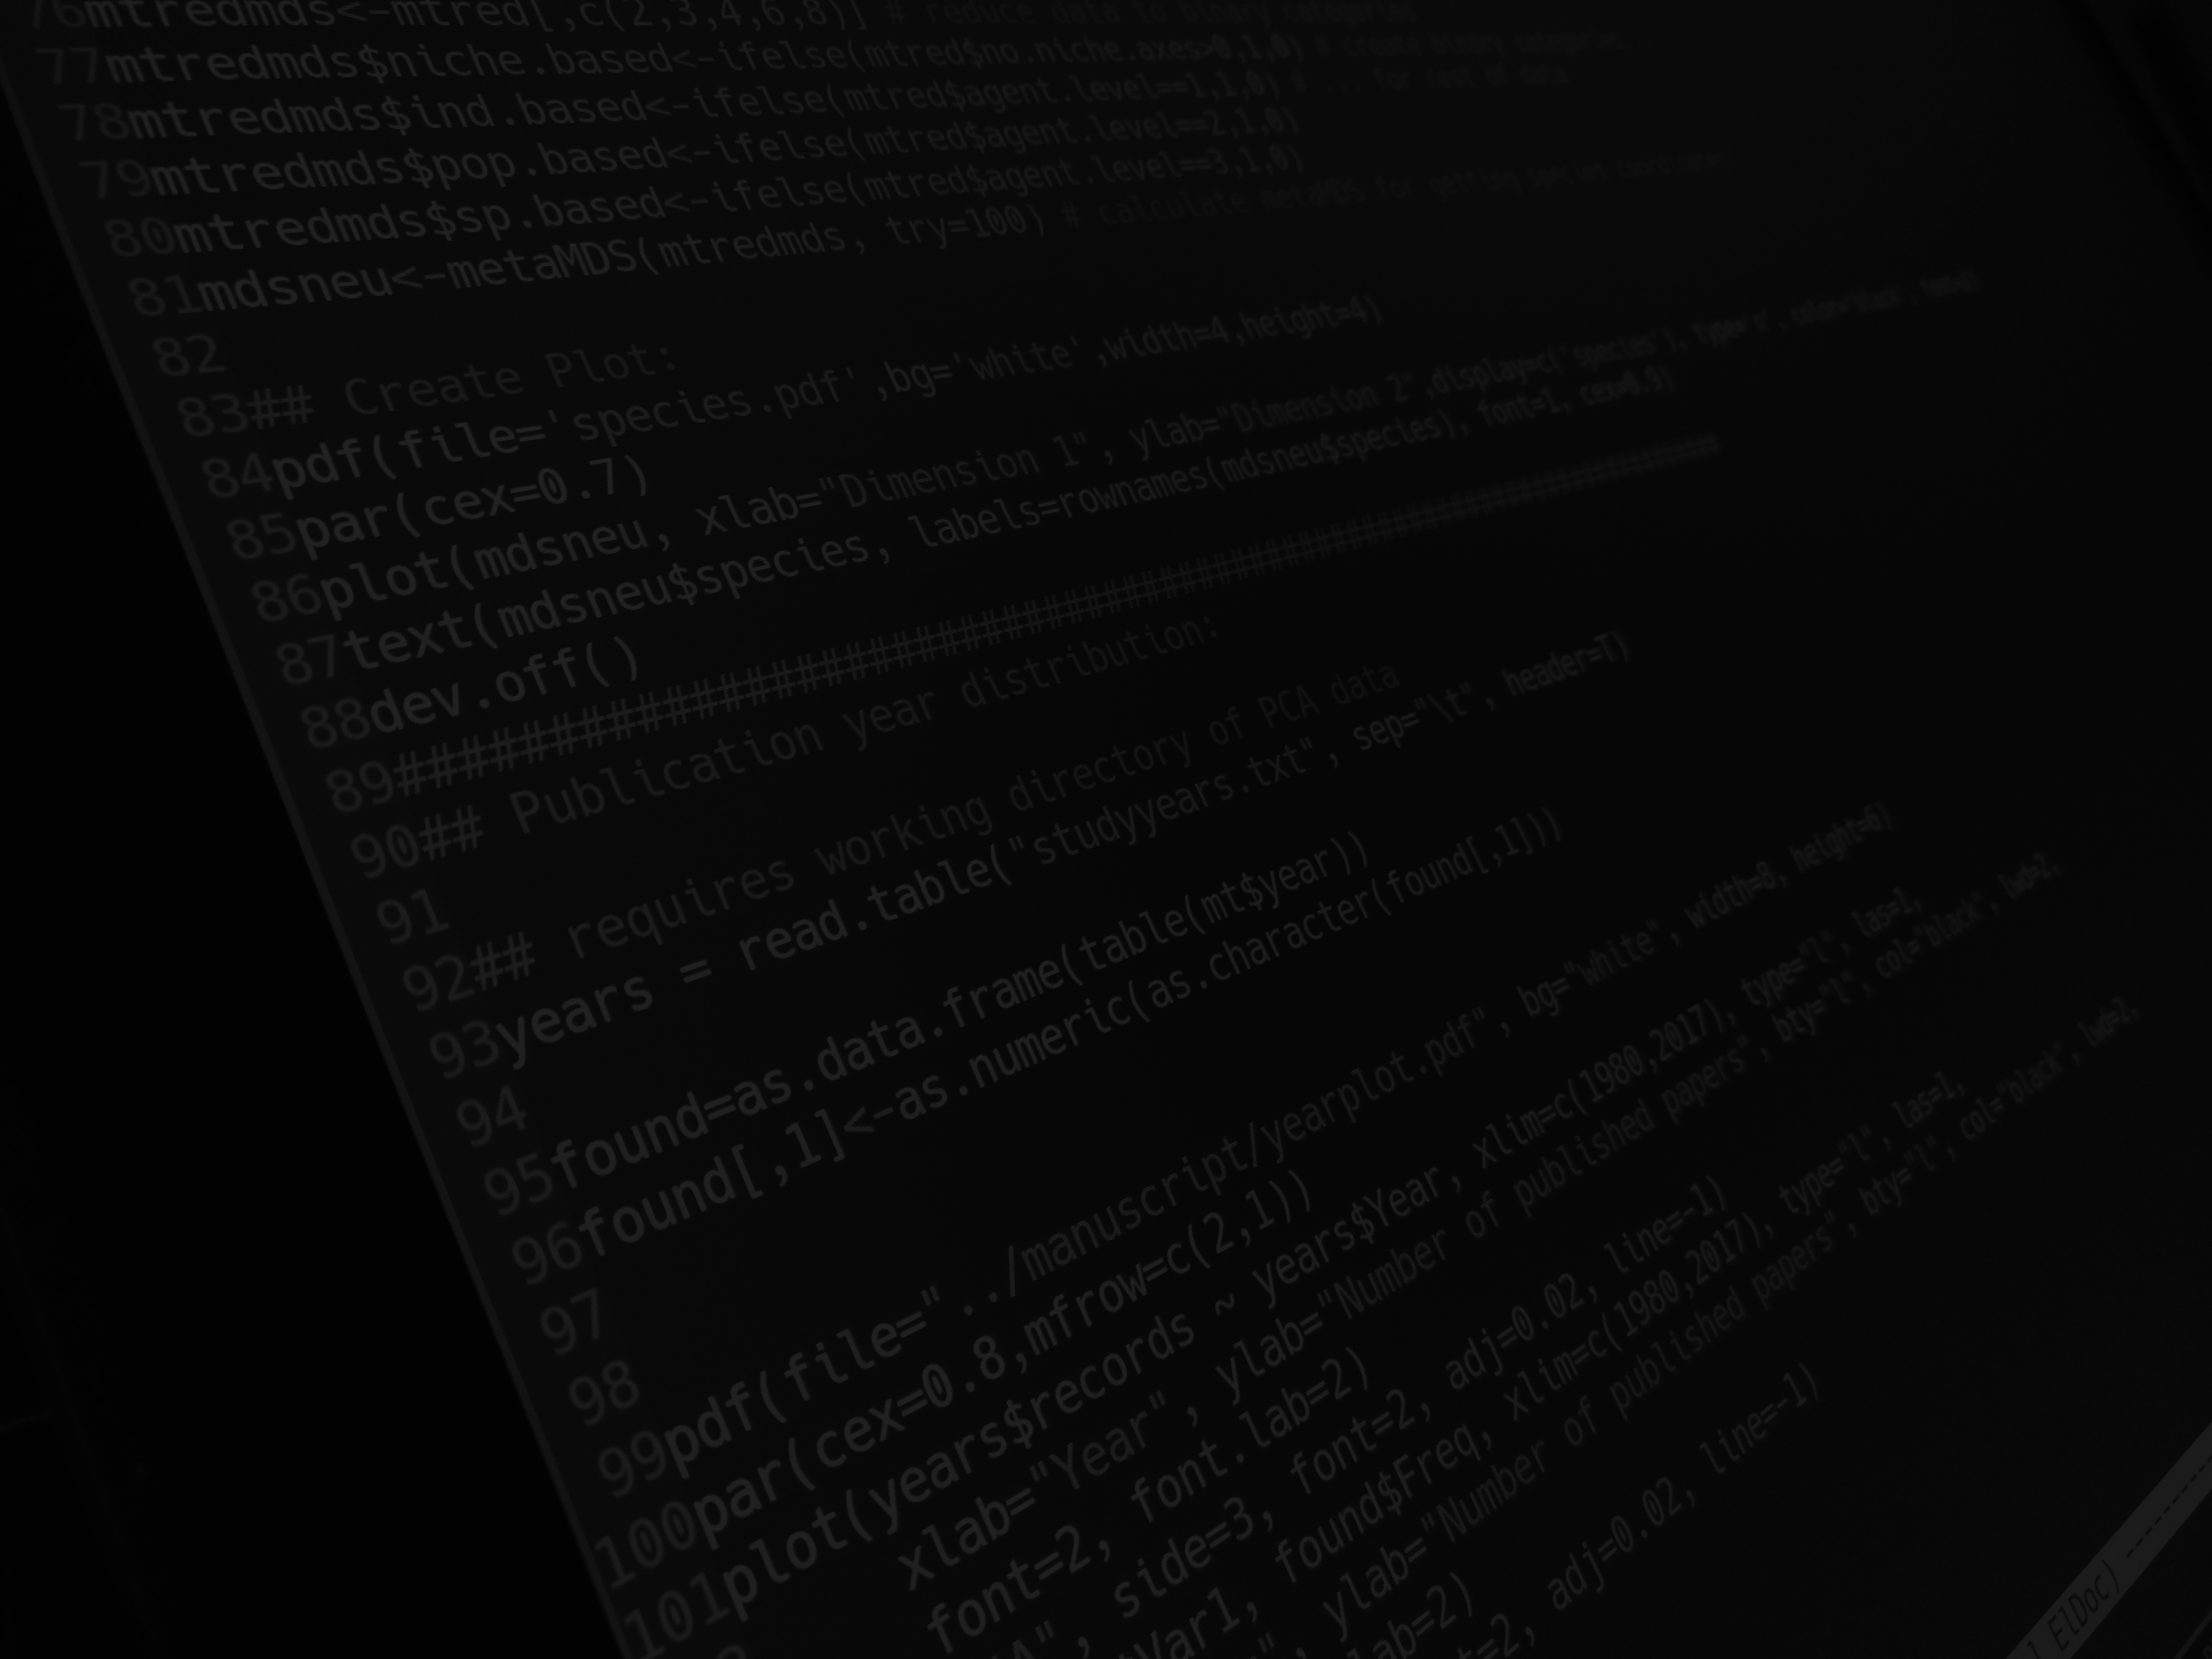 76mtredmds<-mtred[,c(2,3,4,6,8)] # reduce data to binary categories
77mtredmds$niche.based<-ifelse(mtred$no.niche.axes>0,1,0) # create binary categories...
78mtredmds$ind.based<-ifelse(mtred$agent.level==1,1,0) # ... for rest of data
79mtredmds$pop.based<-ifelse(mtred$agent.level==2,1,0)
80mtredmds$sp.based<-ifelse(mtred$agent.level==3,1,0)
81mdsneu<-metaMDS(mtredmds, try=100) # calculate metaMDS for getting species coordinates
82
83## Create Plot:
84pdf(file='species.pdf',bg='white',width=4,height=4)
85par(cex=0.7)
86plot(mdsneu, xlab="Dimension 1", ylab="Dimension 2",display=c('species'), type='n', color='black',
87text(mdsneu$species, labels=rownames(mdsneu$species), font=1, cex=0.9)
88dev.off()
89################################################################
90## Publication year distribution:
91
92## requires working directory of PCA data
93years = read.table("studyyears.txt", sep="\t", header=T)
94
95found=as.data.frame(table(mt$year))
96found[,1]<-as.numeric(as.character(found[,1]))
97
98
99pdf(file="../manuscript/yearplot.pdf", bg="white", width=8, height=6)
100par(cex=0.8,mfrow=c(2,1))
101plot(years$records ~ years$Year, xlim=c(1980,2017), type="l", las=1,
xlab="Year", ylab="Number of published papers", bty="l", col="black", lwd=2,
font=2, font.lab=2)
A", side=3, font=2, adj=0.02, line=-1)
var1, found$Freq, xlim=c(1980,2017), type="l", las=1,
", ylab="Number of published papers", bty="l", col="black", lwd=2,
lab=2)
t=2, adj=0.02, line=-1)
ElDoc) --------